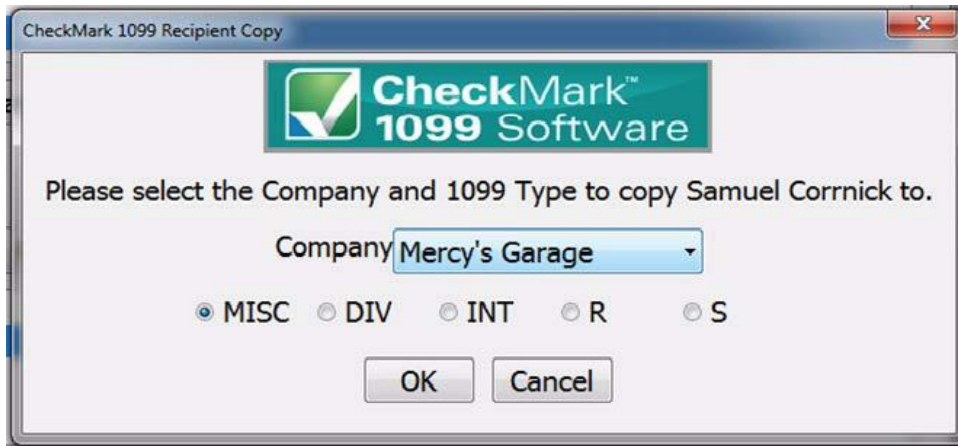 CheckMark 1099 Recipient Copy
CheckMark™
1099 Software
Please select the Company and 1099 Type to copy Samuel Corrnick to.
Company Mercy's Garage
MISC DIV INT R S
OK Cancel